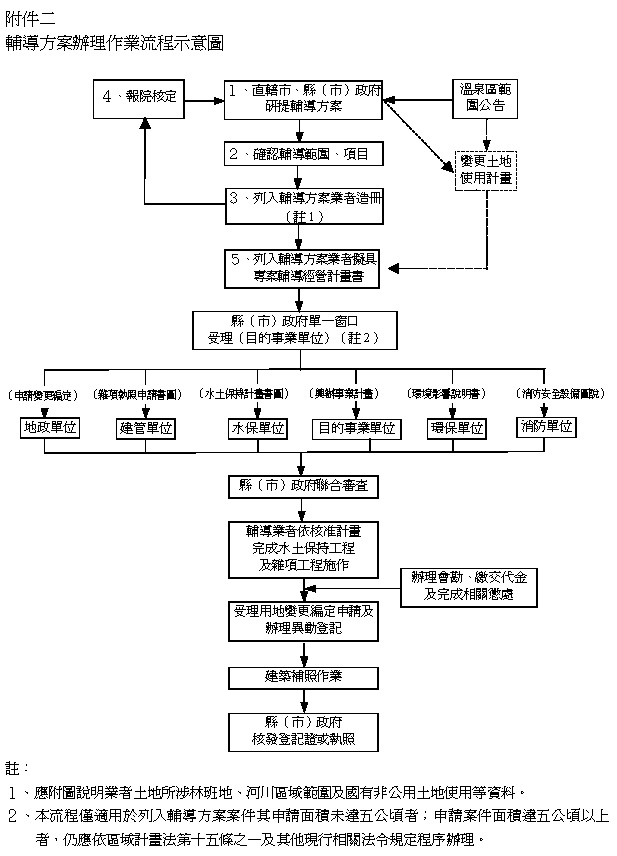 附件二
輔導方案辦理作業流程示意圖
4、報院核定
1、直轄市、縣（市）政府
研提輔導方案
溫泉區範
圍公告
2、確認輔導範圍、項目
變更土地
使用計畫
3、列入輔導方案業者造冊
（註1）
5、列入輔導方案業者擬具
專案輔導經營計畫書
縣（市）政府單一窗口
受理（目的事業單位）（註2）
（申請變更編定）
（雜項執照申請書圖）
（水土保持計畫書圖）
（興辦事業計畫）
（環境影響說明書）
（消防安全設備圖說）
地政單位
建管單位
水保單位
目的事業單位
環保單位
消防單位
縣（市）政府聯合審查
輔導業者依核准計畫
完成水土保持工程
及雜項工程施作
辦理會勘、繳交代金
及完成相關懲處
受理用地變更編定申請及
辦理異動登記
建築補照作業
縣（市）政府
核發登記證或執照
註：
1、應附圖說明業者土地所涉林班地、河川區域範圍及國有非公用土地使用等資料。
2、本流程僅適用於列入輔導方案案件其申請面積未達五公頃者；申請案件面積達五公頃以上
者，仍應依區域計畫法第十五條之一及其他現行相關法令規定程序辦理。